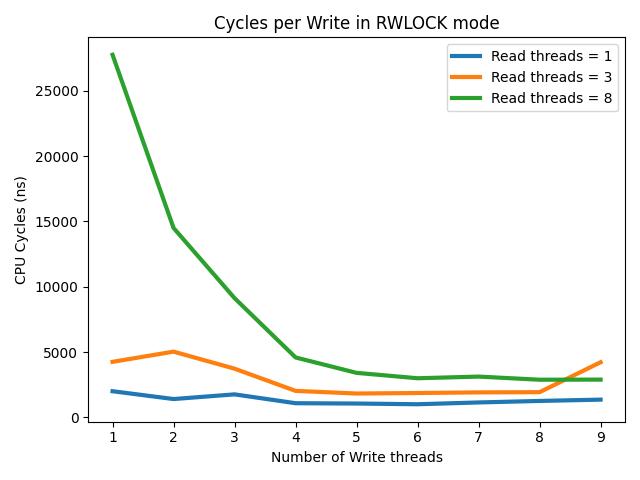 Cycles per Write in RWLOCK mode
Read threads = 1
Read threads = 3
Read threads = 8
CPU Cycles (ns)
25000
20000
15000
10000
5000
0
1 2 3 4 5 6 7 8 9
Number of Write threads